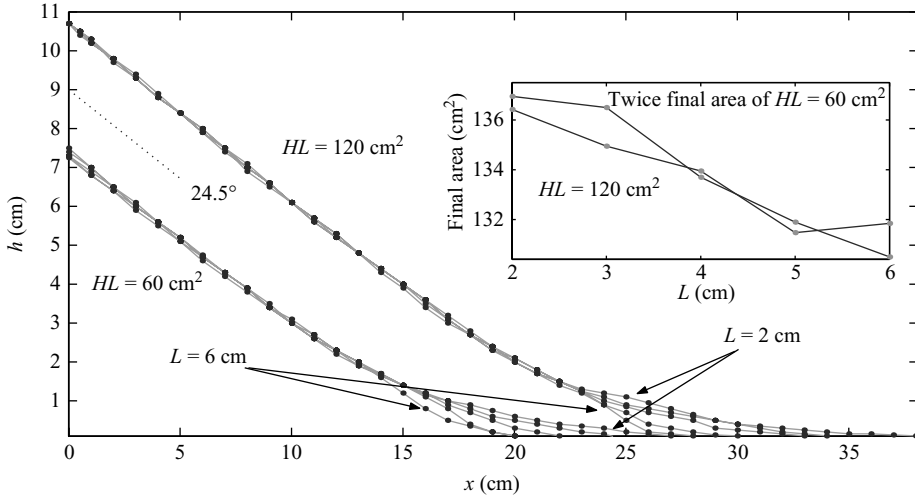 11
10
9
8
7
6
5
4
3
2
1
h (cm)
0
5
10
15
20
25
30
35
x (cm)
HL = 120 cm²
24.5°
HL = 60 cm²
L = 6 cm
L = 2 cm
Twice final area of HL = 60 cm²
HL = 120 cm²
Final area (cm²)
136
134
132
2
3
4
5
6
L (cm)